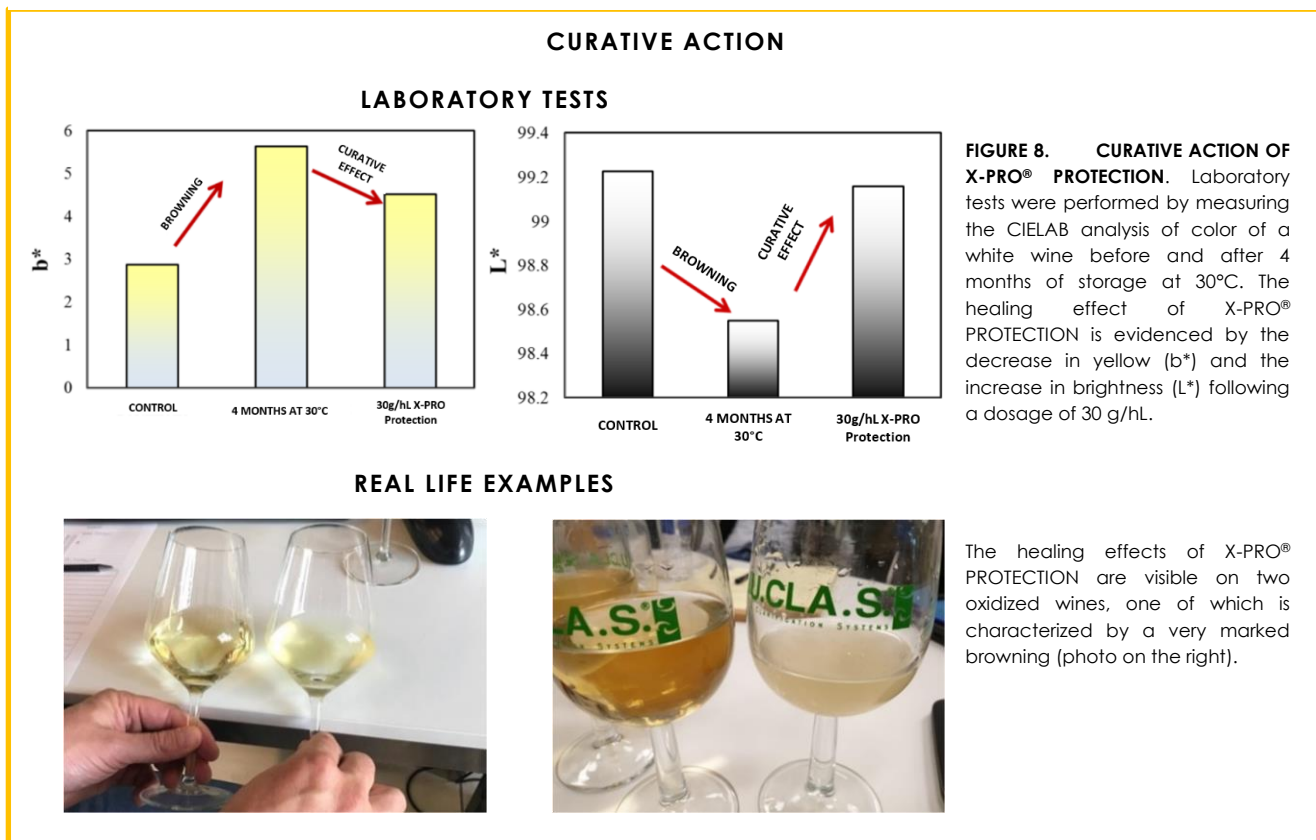 CURATIVE ACTION
LABORATORY TESTS
6
5
4
3
2
1
0
b*
BROWNING
CURATIVE
EFFECT
CONTROL
4 MONTHS AT 30°C
30g/hL X-PRO
Protection
99.4
99.2
99
98.8
98.6
98.4
98.2
L*
BROWNING
CURATIVE
EFFECT
CONTROL
4 MONTHS AT
30°C
30g/hL X-PRO
Protection
FIGURE 8. CURATIVE ACTION OF
X-PRO® PROTECTION. Laboratory
tests were performed by measuring
the CIELAB analysis of color of a
white wine before and after 4
months of storage at 30°C. The
healing effect of X-PRO®
PROTECTION is evidenced by the
decrease in yellow (b*) and the
increase in brightness (L*) following
a dosage of 30 g/hL.
REAL LIFE EXAMPLES
LA.S.®
SYSTEMS
U.CLA.S.
SYSTEMS
The healing effects of X-PRO®
PROTECTION are visible on two
oxidized wines, one of which is
characterized by a very marked
browning (photo on the right).